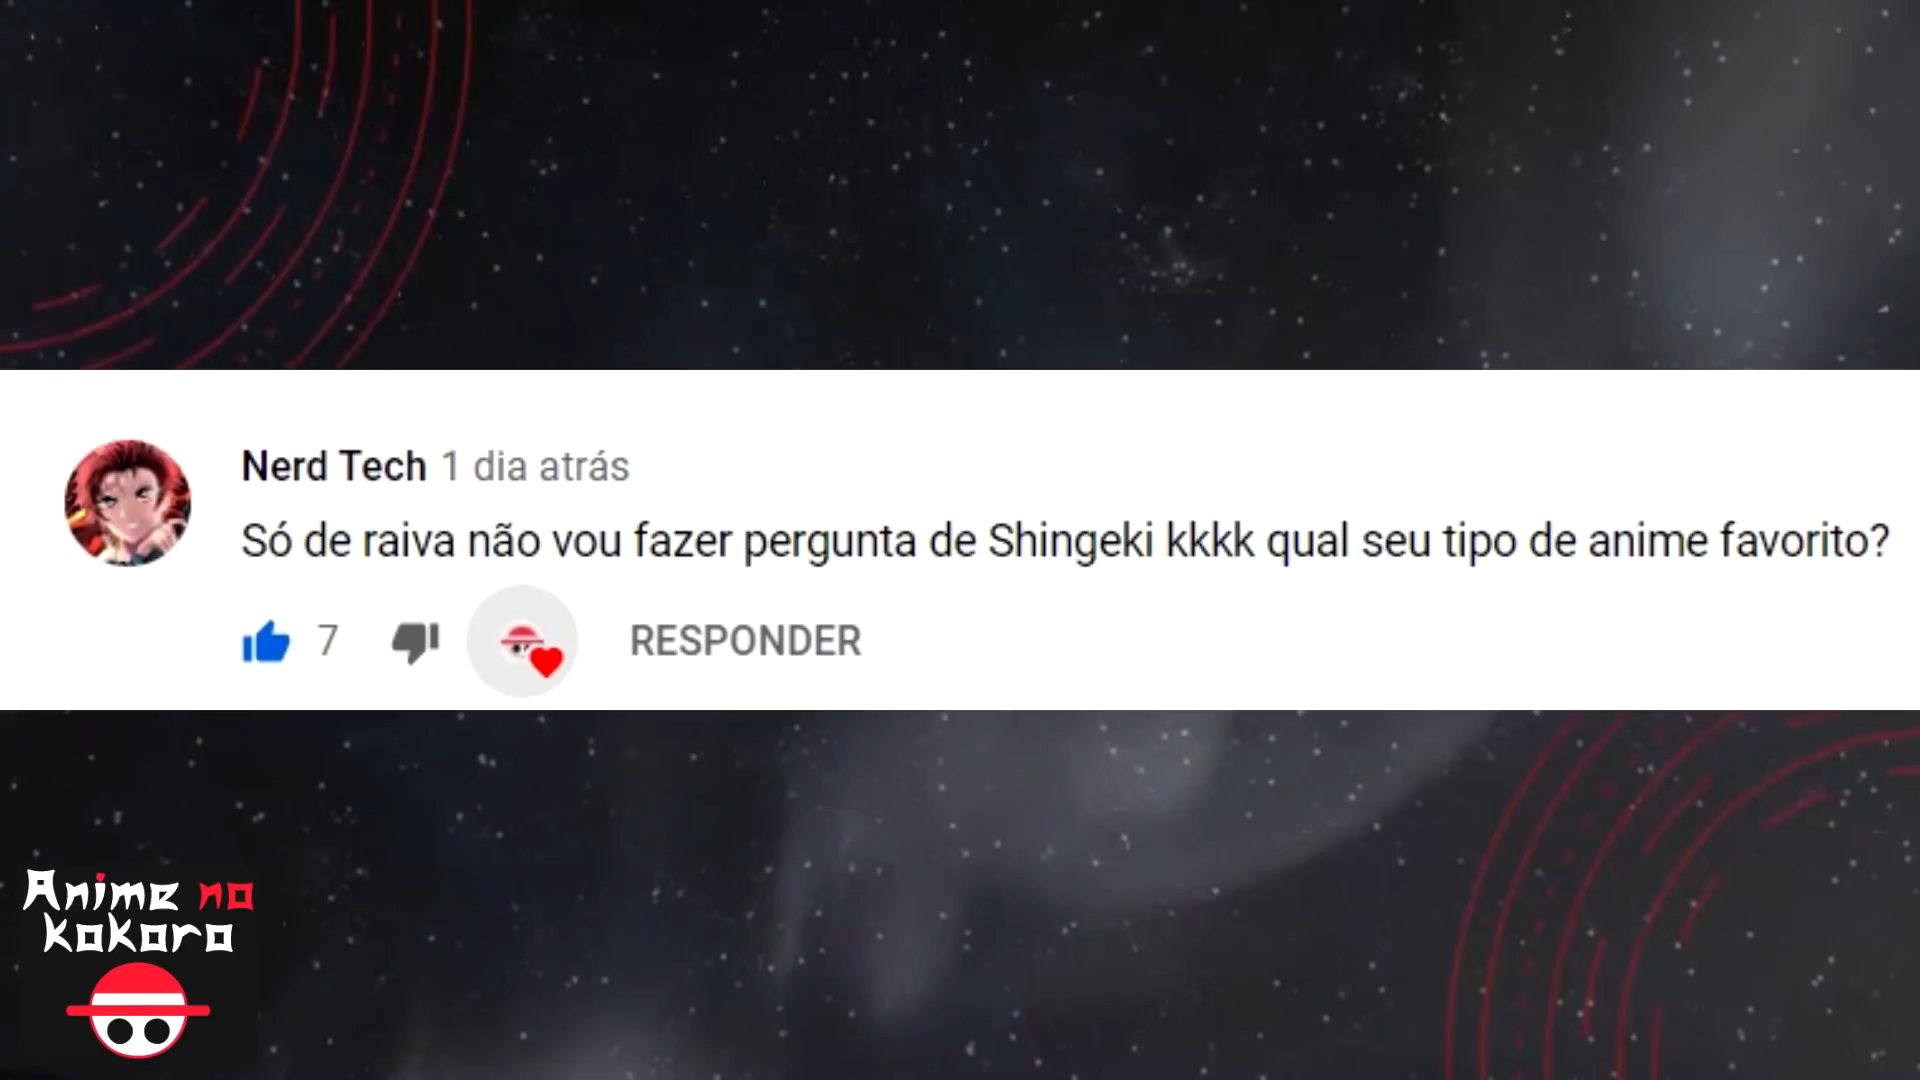 Nerd Tech 1 dia atrás
Só de raiva não vou fazer pergunta de Shingeki kkkk qual seu tipo de anime favorito?
7 RESPONDER
Anime no
kokoro